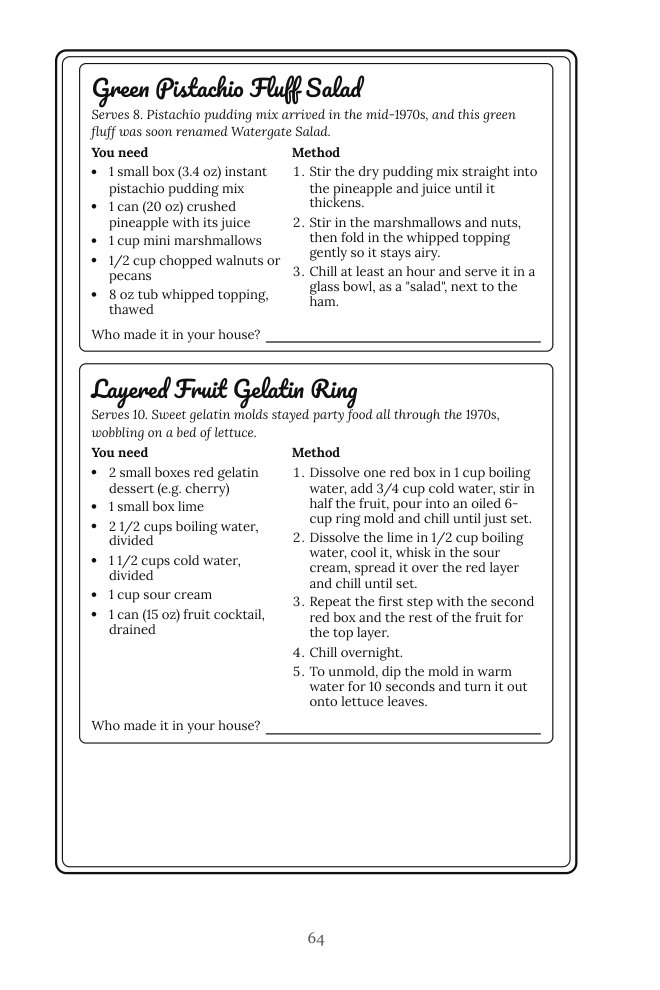 Green Pistachio Fluff Salad
Serves 8. Pistachio pudding mix arrived in the mid-1970s, and this green
fluff was soon renamed Watergate Salad.
You need
• 1 small box (3.4 oz) instant
pistachio pudding mix
• 1 can (20 oz) crushed
pineapple with its juice
• 1 cup mini marshmallows
• 1/2 cup chopped walnuts or
pecans
• 8 oz tub whipped topping,
thawed
Method
1. Stir the dry pudding mix straight into
the pineapple and juice until it
thickens.
2. Stir in the marshmallows and nuts,
then fold in the whipped topping
gently so it stays airy.
3. Chill at least an hour and serve it in a
glass bowl, as a "salad", next to the
ham.
Who made it in your house?
Layered Fruit Gelatin Ring
Serves 10. Sweet gelatin molds stayed party food all through the 1970s,
wobbling on a bed of lettuce.
You need
• 2 small boxes red gelatin
dessert (e.g. cherry)
• 1 small box lime
• 2 1/2 cups boiling water,
divided
• 1 1/2 cups cold water,
divided
• 1 cup sour cream
• 1 can (15 oz) fruit cocktail,
drained
Method
1. Dissolve one red box in 1 cup boiling
water, add 3/4 cup cold water, stir in
half the fruit, pour into an oiled 6-
cup ring mold and chill until just set.
2. Dissolve the lime in 1/2 cup boiling
water, cool it, whisk in the sour
cream, spread it over the red layer
and chill until set.
3. Repeat the first step with the second
red box and the rest of the fruit for
the top layer.
4. Chill overnight.
5. To unmold, dip the mold in warm
water for 10 seconds and turn it out
onto lettuce leaves.
Who made it in your house?
64